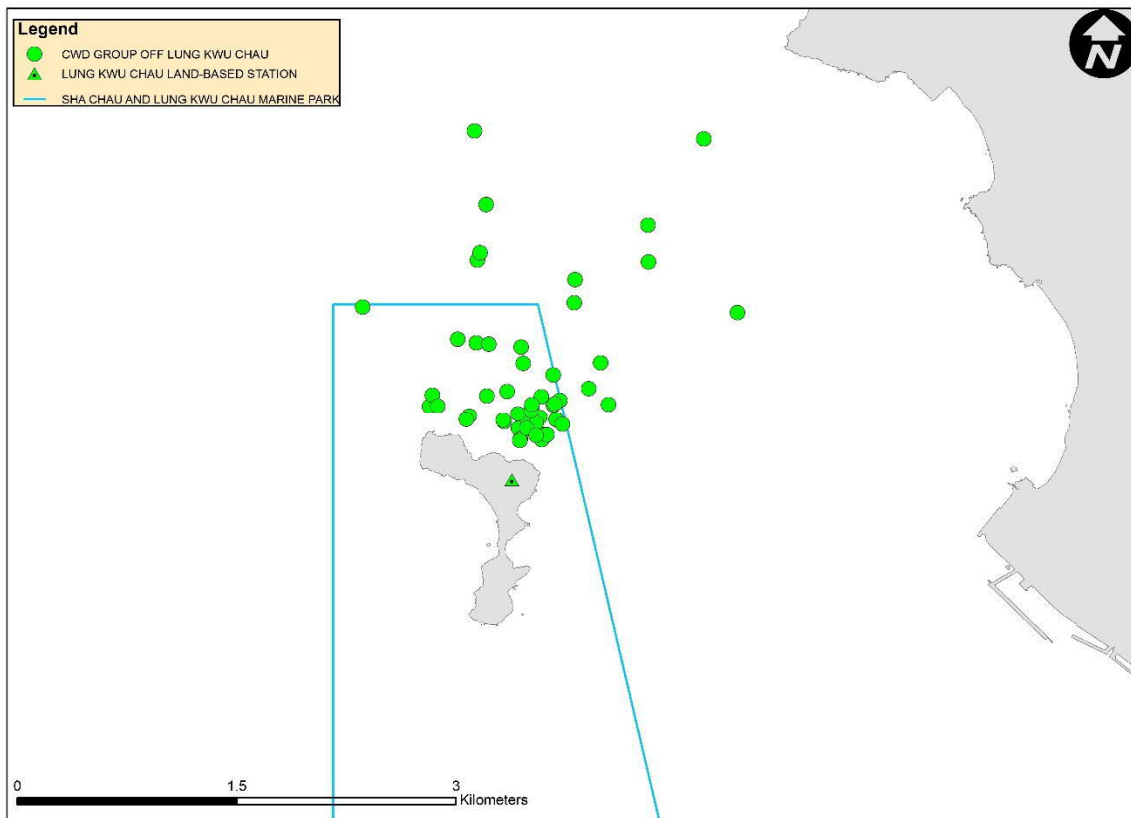 Legend
CWD GROUP OFF LUNG KWU CHAU
LUNG KWU CHAU LAND-BASED STATION
SHA CHAU AND LUNG KWU CHAU MARINE PARK
N
0 1.5 3
Kilometers